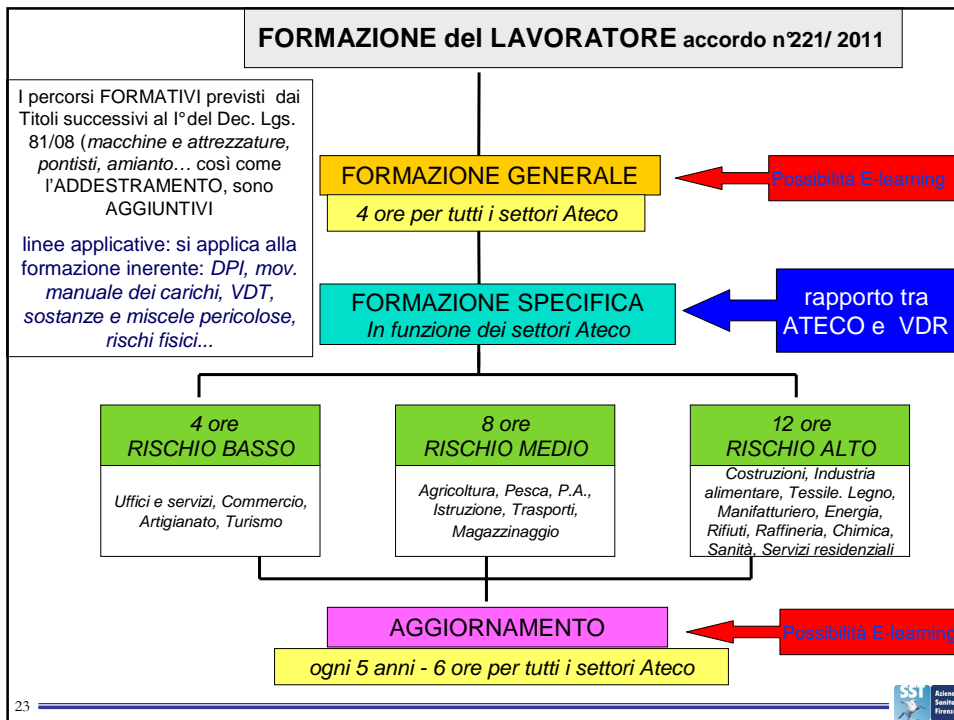 FORMAZIONE del LAVORATORE accordo n°221/ 2011
I percorsi FORMATIVI previsti dai
Titoli successivi al I° del Dec. Lgs.
81/08 (macchine e attrezzature,
pontisti, amianto… così come
l'ADDESTRAMENTO, sono
AGGIUNTIVI
linee applicative: si applica alla
formazione inerente: DPI, mov.
manuale dei carichi, VDT,
sostanze e miscele pericolose,
rischi fisici...
FORMAZIONE GENERALE
4 ore per tutti i settori Ateco
Possibilità E-learning
FORMAZIONE SPECIFICA
In funzione dei settori Ateco
rapporto tra
ATECO e VDR
4 ore
RISCHIO BASSO
Uffici e servizi, Commercio,
Artigianato, Turismo
8 ore
RISCHIO MEDIO
Agricoltura, Pesca, P.A.,
Istruzione, Trasporti,
Magazzinaggio
12 ore
RISCHIO ALTO
Costruzioni, Industria
alimentare, Tessile. Legno,
Manifatturiero, Energia,
Rifiuti, Raffineria, Chimica,
Sanità, Servizi residenziali
AGGIORNAMENTO
ogni 5 anni - 6 ore per tutti i settori Ateco
Possibilità E-learning
23
SST